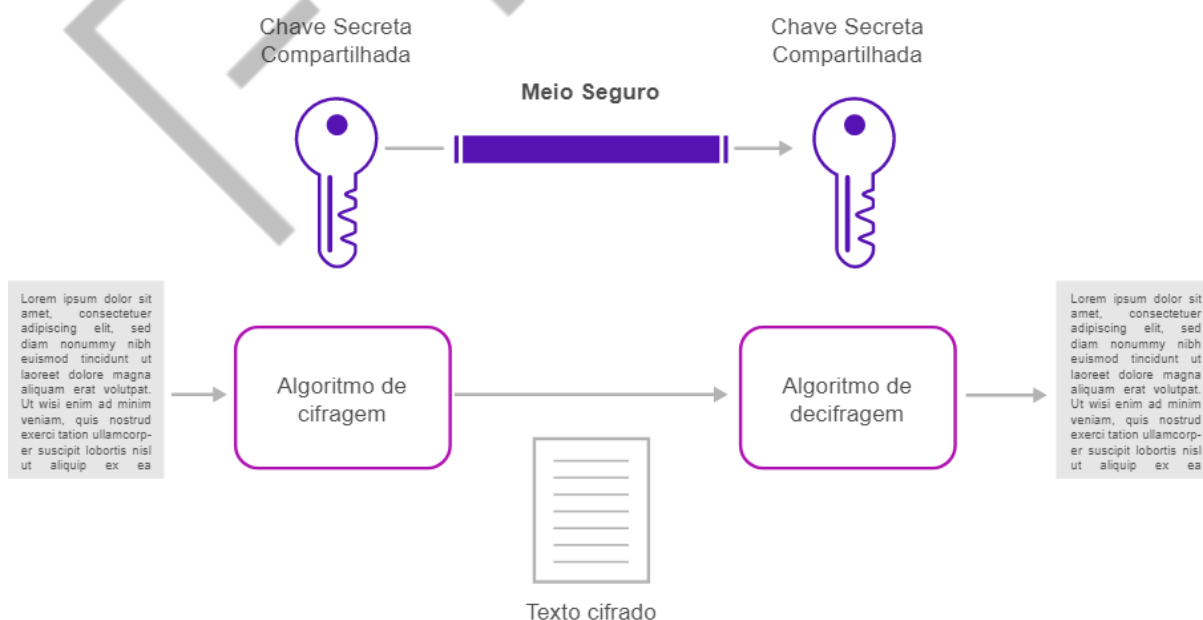 Chave Secreta
Compartilhada
Chave Secreta
Compartilhada
Meio Seguro
Lorem ipsum dolor sit
amet, consectetuer
adipiscing elit, sed
diam nonummy nibh
euismod tincidunt ut
laoreet dolore magna
aliquam erat volutpat.
Ut wisi enim ad minim
veniam, quis nostrud
exerci tation ullamcorp-
er suscipit lobortis nisl
ut aliquip ex ea
Algoritmo de
cifragem
Algoritmo de
decifragem
Lorem ipsum dolor sit
amet, consectetuer
adipiscing elit, sed
diam nonummy nibh
euismod tincidunt ut
laoreet dolore magna
aliquam erat volutpat.
Ut wisi enim ad minim
veniam, quis nostrud
exerci tation ullamcorp-
er suscipit lobortis nisl
ut aliquip ex ea
Texto cifrado